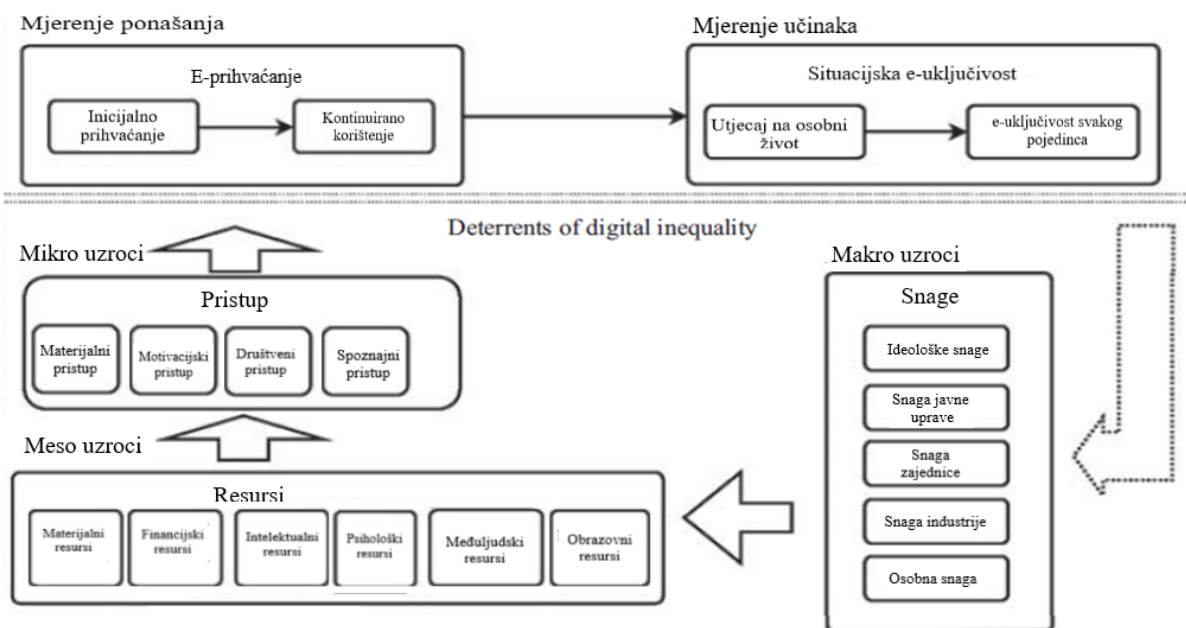 Mjerenje ponašanja
E-prihvaćanje
Inicijalno
prihvaćanje
Kontinuirano
korištenje
Mjerenje učinaka
Situacijska e-uključivost
Utjecaj na osobni
život
e-uključivost svakog
pojedinca
Deterrents of digital inequality
Mikro uzroci
Pristup
Materijalni
pristup
Motivacijski
pristup
Društveni
pristup
Spoznajni
pristup
Meso uzroci
Resursi
Materijalni
resursi
Financijski
resursi
Intelektualni
resursi
Psihološki
resursi
Međuljudski
resursi
Obrazovni
resursi
Makro uzroci
Snage
Ideološke snage
Snaga javne
uprave
Snaga
zajednice
Snaga industrije
Osobna snaga